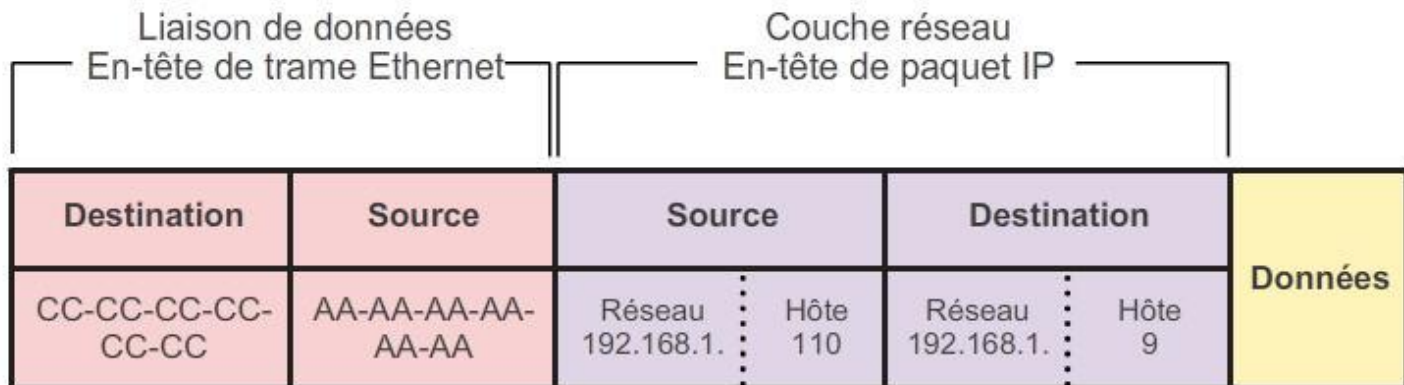 Liaison de données
En-tête de trame Ethernet
Couche réseau
En-tête de paquet IP
Destination
Source
Source
Destination
Données
CC-CC-CC-CC-
CC-CC
AA-AA-AA-AA-
AA-AA
Réseau
192.168.1.
Hôte
110
Réseau
192.168.1.
Hôte
9